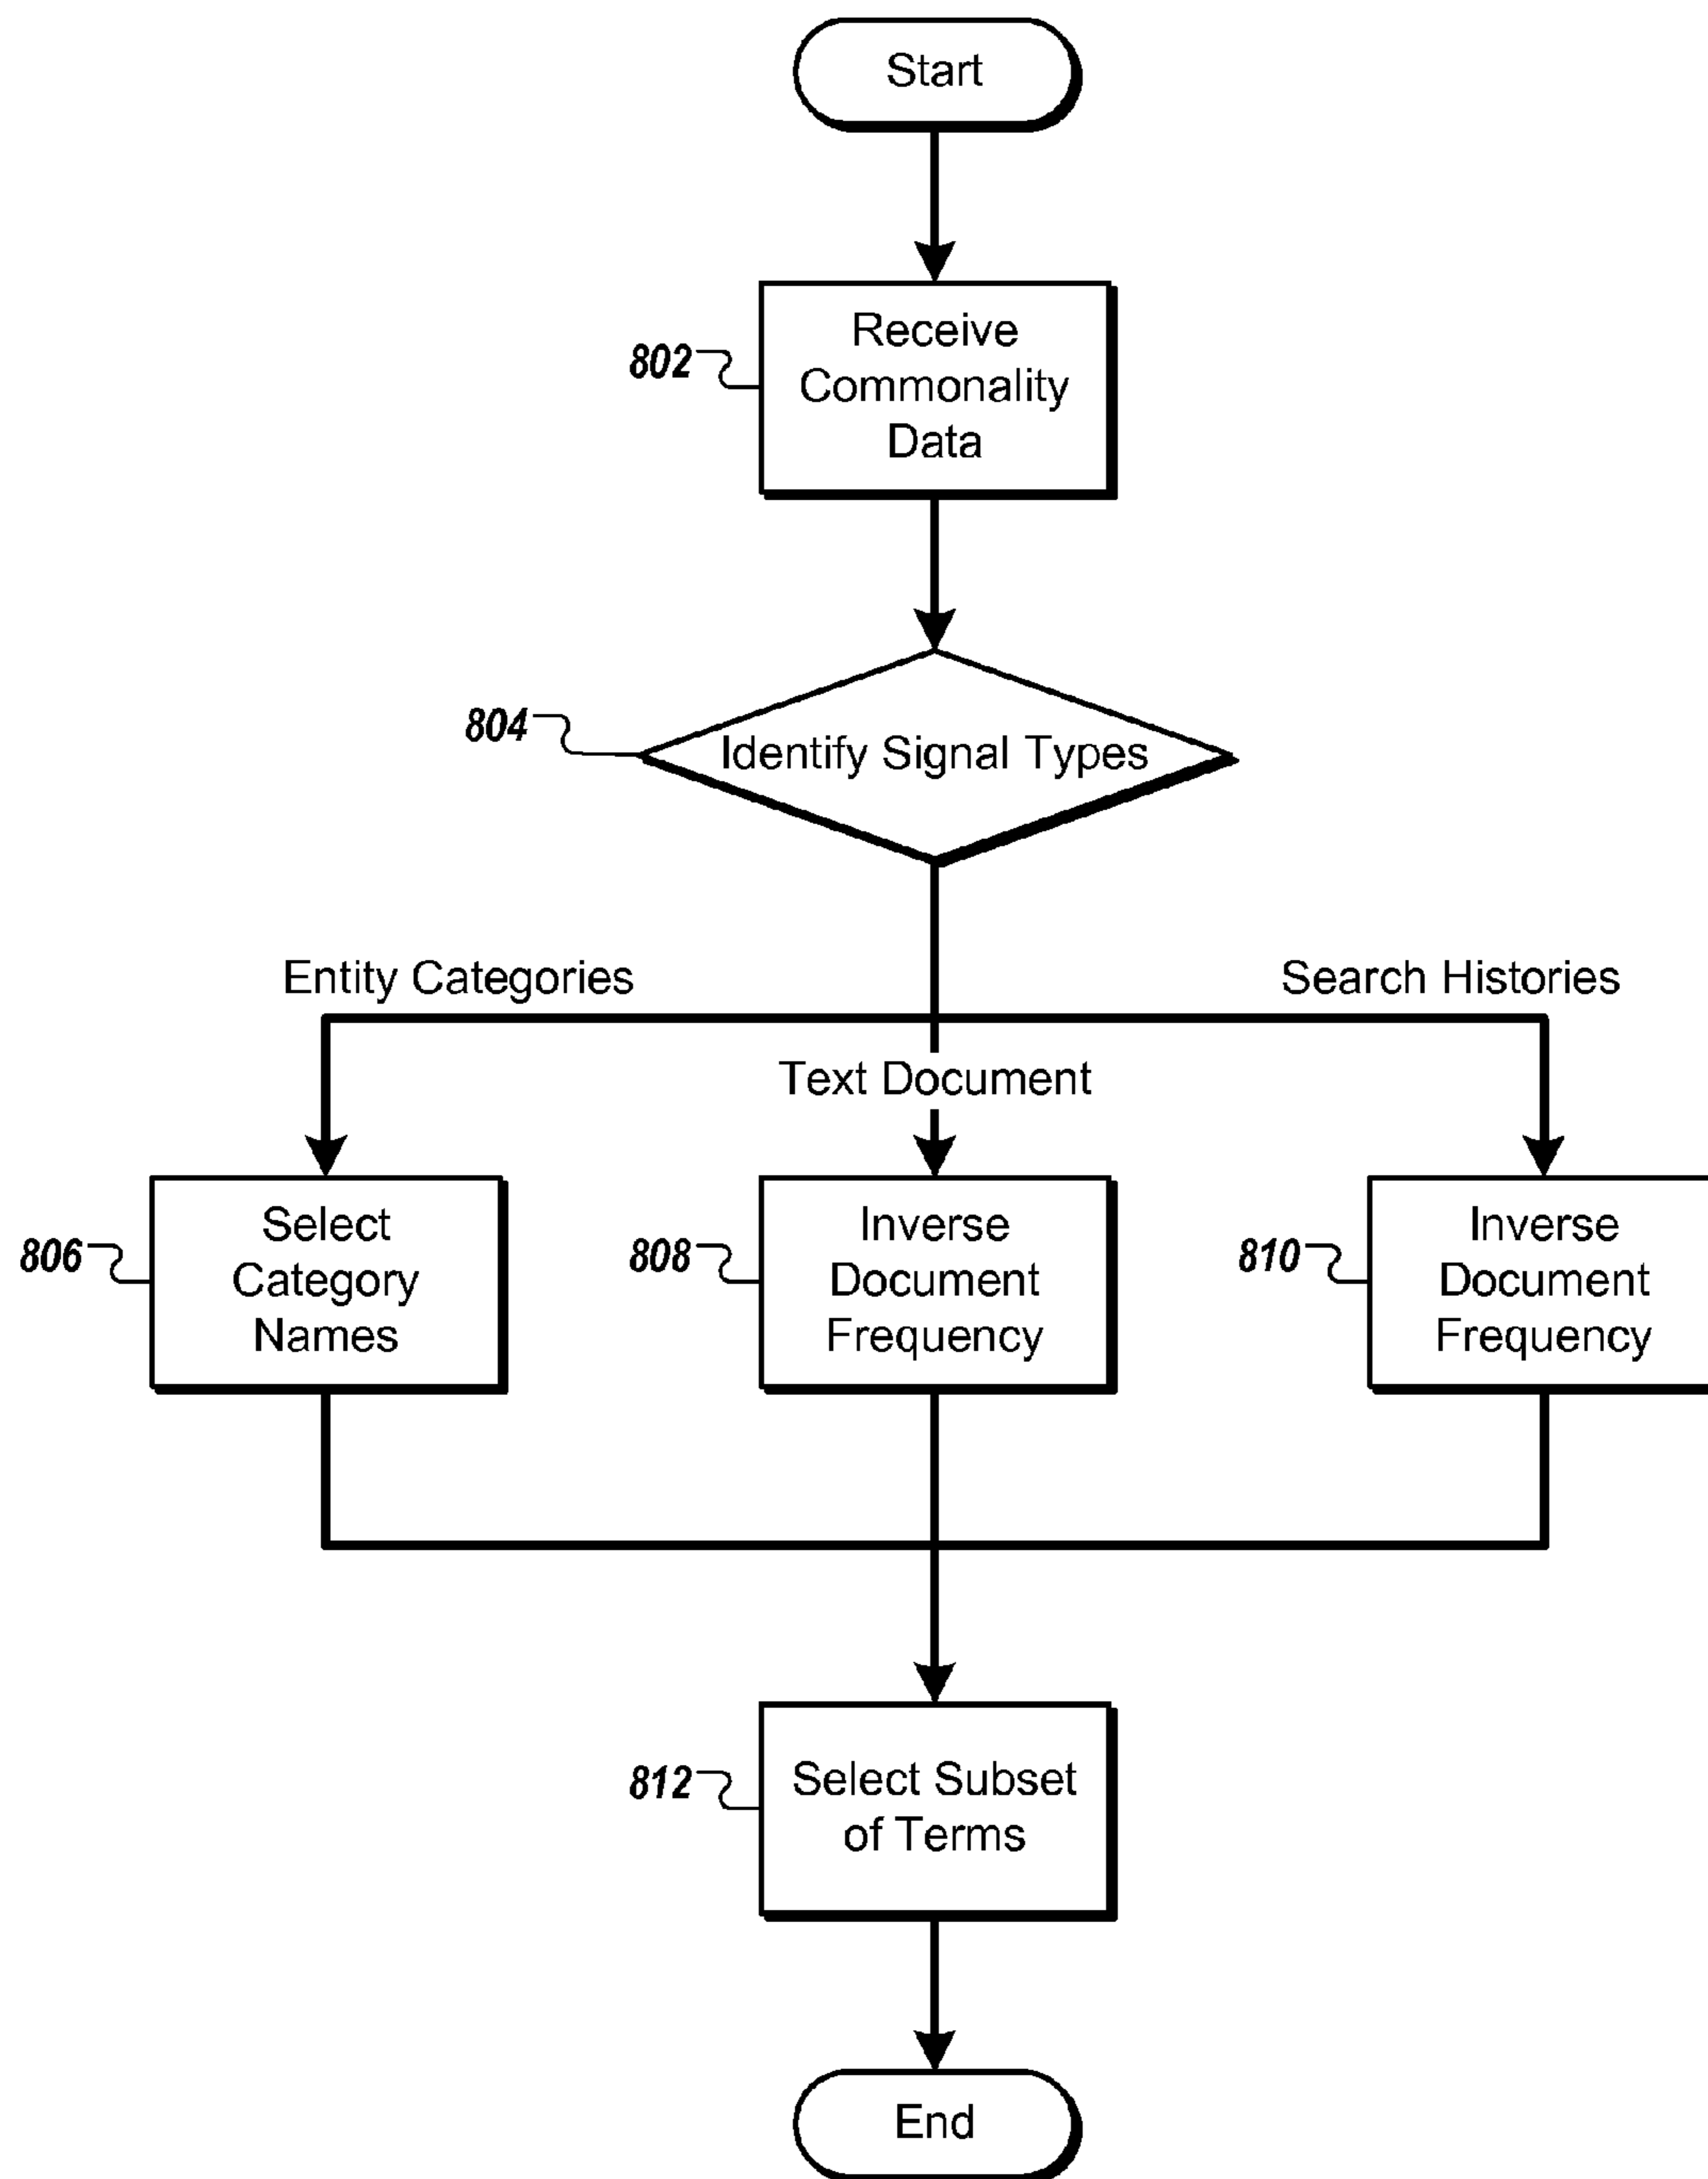 Start
802
Receive
Commonality
Data
804
Identify Signal Types
Entity Categories
Search Histories
Text Document
806
Select
Category
Names
808
Inverse
Document
Frequency
810
Inverse
Document
Frequency
812
Select Subset
of Terms
End